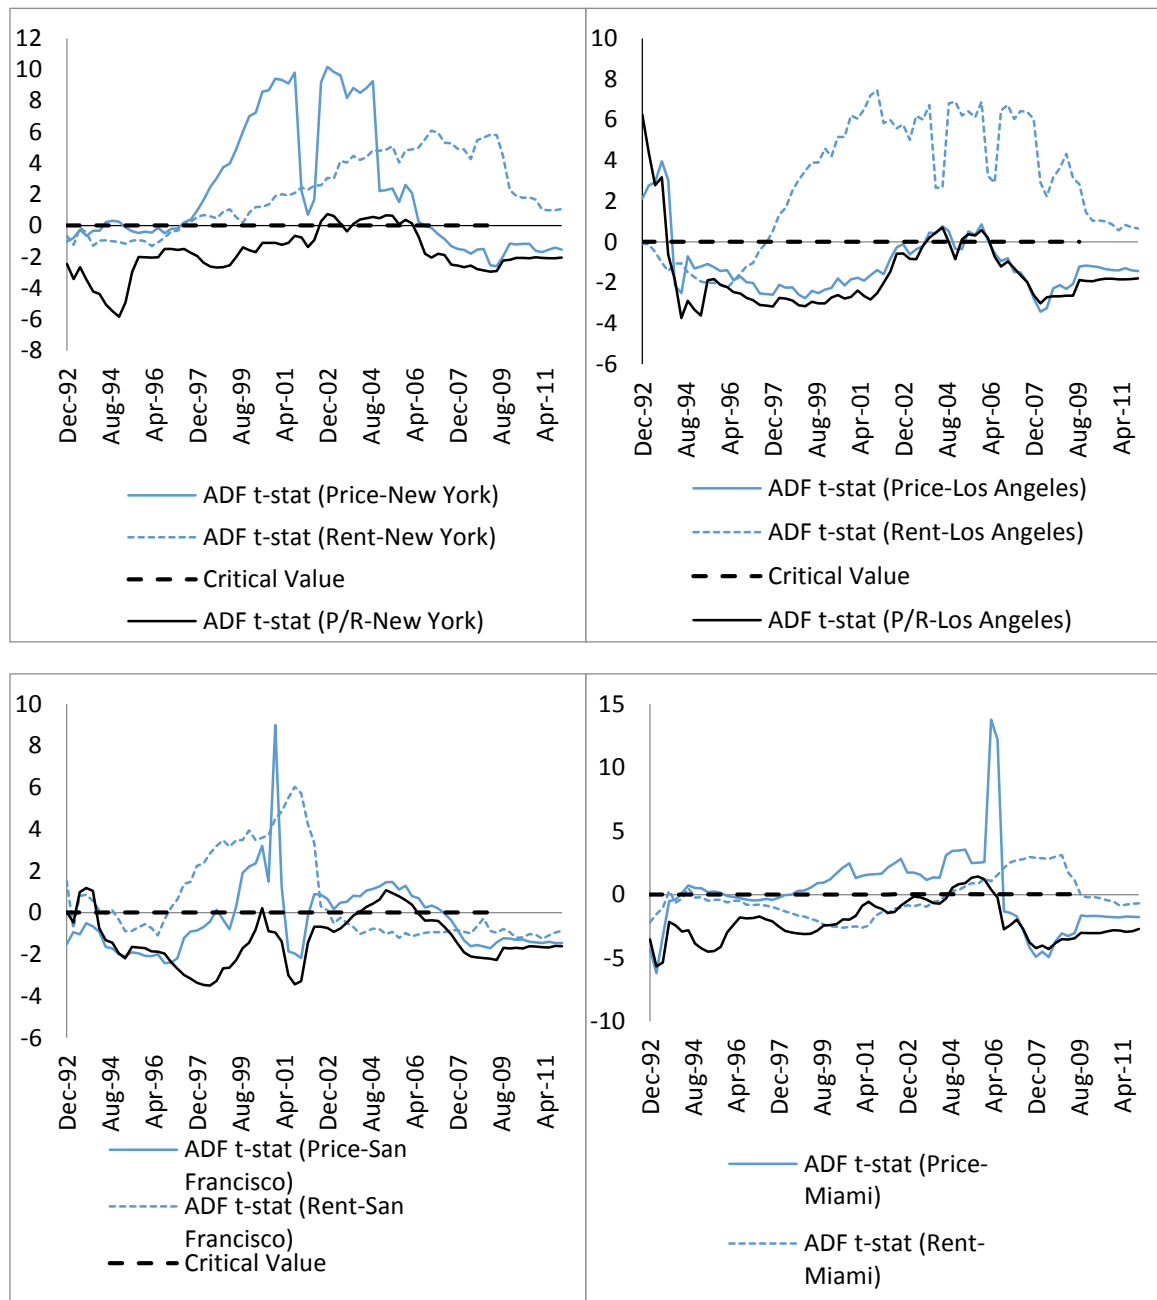 12
10
8
6
4
2
0
-2
-4
-6
-8
Dec-92
Aug-94
Apr-96
Dec-97
Aug-99
Apr-01
Dec-02
Aug-04
Apr-06
Dec-07
Aug-09
Apr-11
ADF t-stat (Price-New York)
ADF t-stat (Rent-New York)
Critical Value
ADF t-stat (P/R-New York)
10
8
6
4
2
0
-2
-4
-6
Dec-92
Aug-94
Apr-96
Dec-97
Aug-99
Apr-01
Dec-02
Aug-04
Apr-06
Dec-07
Aug-09
Apr-11
ADF t-stat (Price-Los Angeles)
ADF t-stat (Rent-Los Angeles)
Critical Value
ADF t-stat (P/R-Los Angeles)
10
8
6
4
2
0
-2
-4
-6
Dec-92
Aug-94
Apr-96
Dec-97
Aug-99
Apr-01
Dec-02
Aug-04
Apr-06
Dec-07
Aug-09
Apr-11
ADF t-stat (Price-San
Francisco)
ADF t-stat (Rent-San
Francisco)
Critical Value
15
10
5
0
-5
-10
Dec-92
Aug-94
Apr-96
Dec-97
Aug-99
Apr-01
Dec-02
Aug-04
Apr-06
Dec-07
Aug-09
Apr-11
ADF t-stat (Price-
Miami)
ADF t-stat (Rent-
Miami)